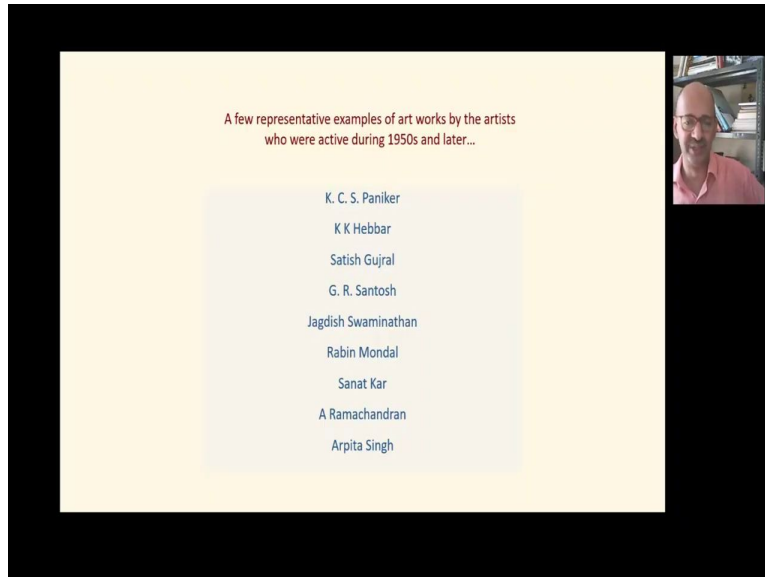 A few representative examples of art works by the artists
who were active during 1950s and later...
K. C. S. Paniker
K K Hebbar
Satish Gujral
G. R. Santosh
Jagdish Swaminathan
Rabin Mondal
Sanat Kar
A Ramachandran
Arpita Singh